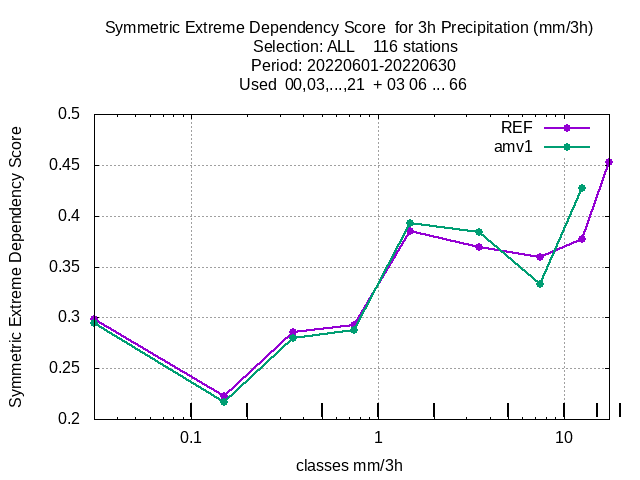 Symmetric Extreme Dependency Score  for 3h Precipitation (mm/3h)
Selection: ALL    116 stations
Period: 20220601-20220630
Used  00,03,...,21  + 03 06 ... 66
0.5
REF
amv1
0.45
0.4
0.35
0.3
0.25
0.2
Symmetric Extreme Dependency Score
0.1
1
10
classes mm/3h